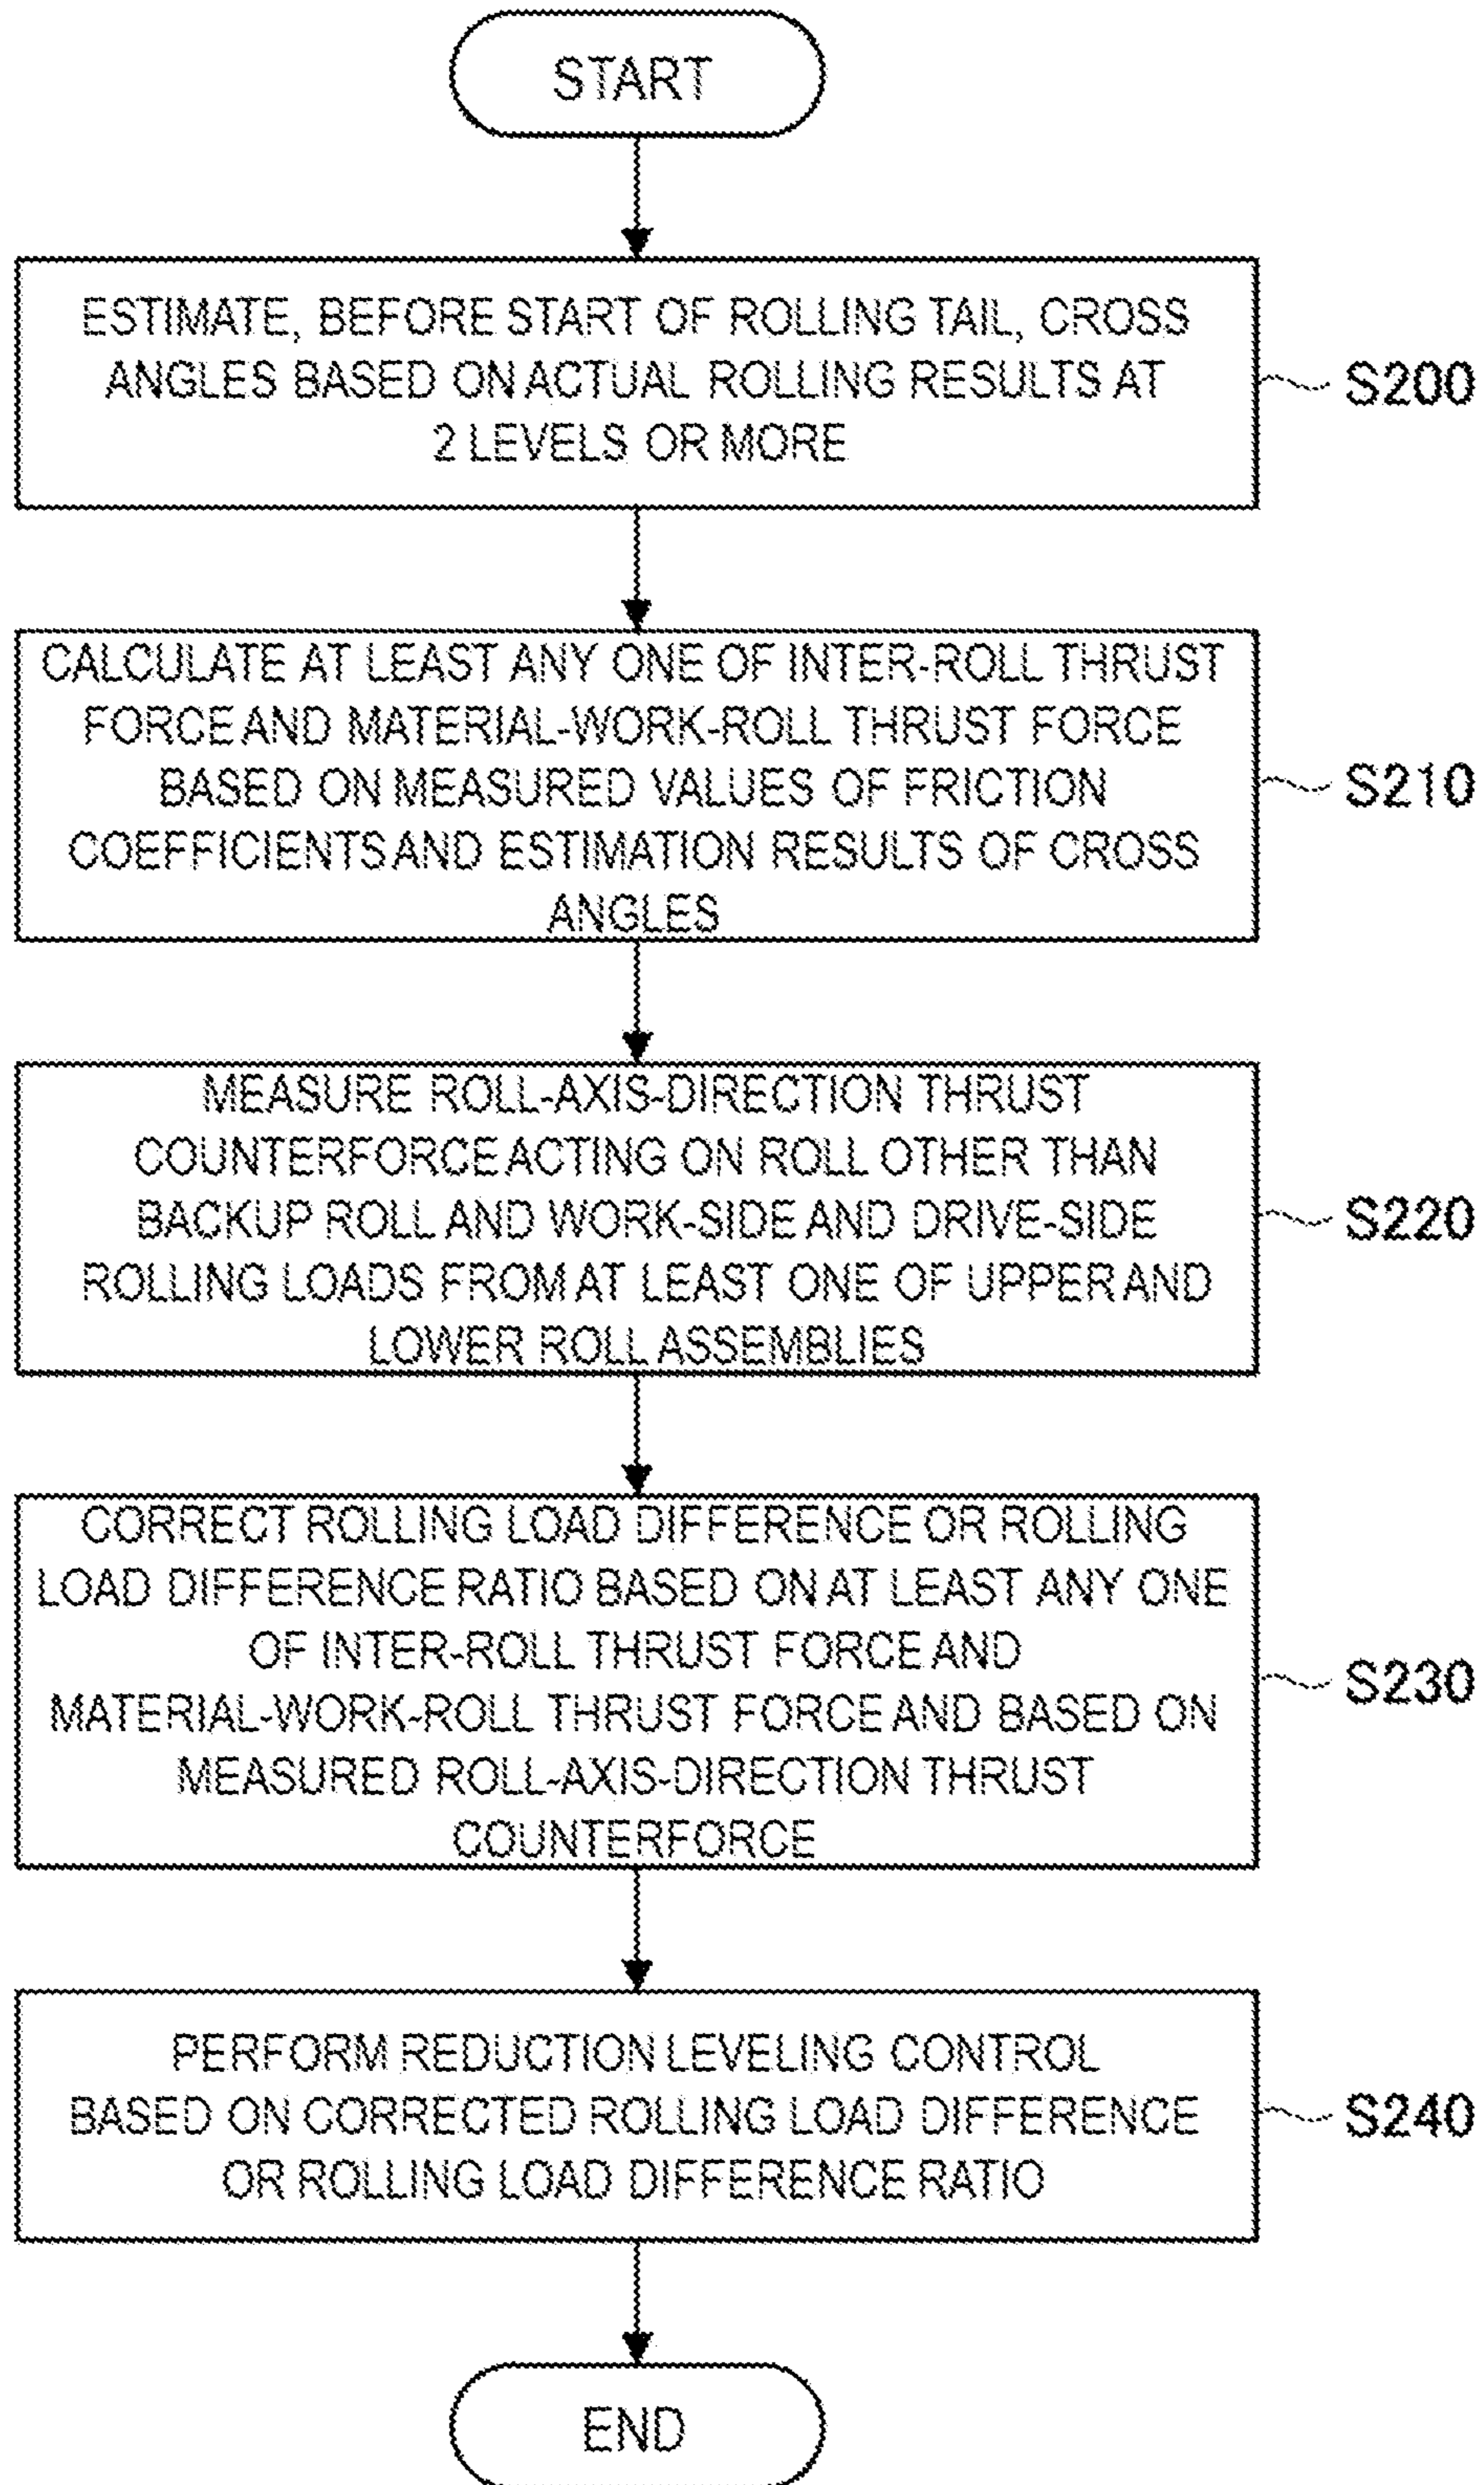 START
ESTIMATE, BEFORE START OF ROLLING TAIL, CROSS
ANGLES BASED ON ACTUAL ROLLING RESULTS AT
2 LEVELS OR MORE
S200
CALCULATE AT LEAST ANY ONE OF INTER-ROLL THRUST
FORCE AND MATERIAL-WORK-ROLL THRUST FORCE
BASED ON MEASURED VALUES OF FRICTION
COEFFICIENTS AND ESTIMATION RESULTS OF CROSS
ANGLES
S210
MEASURE ROLL-AXIS-DIRECTION THRUST
COUNTERFORCE ACTING ON ROLL OTHER THAN
BACKUP ROLL AND WORK-SIDE AND DRIVE-SIDE
ROLLING LOADS FROM AT LEAST ONE OF UPPER AND
LOWER ROLL ASSEMBLIES
S220
CORRECT ROLLING LOAD DIFFERENCE OR ROLLING
LOAD DIFFERENCE RATIO BASED ON AT LEAST ANY ONE
OF INTER-ROLL THRUST FORCE AND
MATERIAL-WORK-ROLL THRUST FORCE AND BASED ON
MEASURED ROLL-AXIS-DIRECTION THRUST
COUNTERFORCE
S230
PERFORM REDUCTION LEVELING CONTROL
BASED ON CORRECTED ROLLING LOAD DIFFERENCE
OR ROLLING LOAD DIFFERENCE RATIO
S240
END